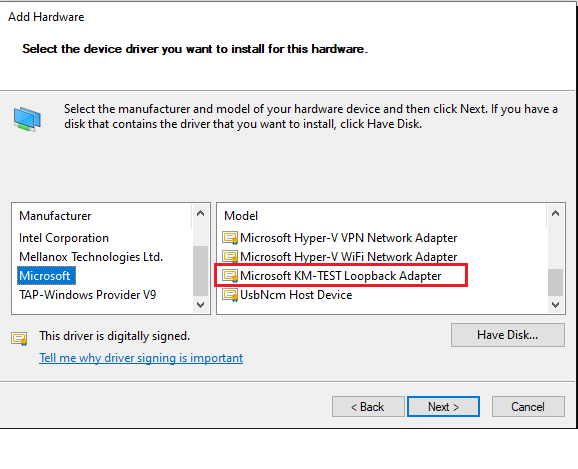 Add Hardware
Select the device driver you want to install for this hardware.
Select the manufacturer and model of your hardware device and then click Next. If you have a
disk that contains the driver that you want to install, click Have Disk.
Manufacturer
Intel Corporation
Mellanox Technologies Ltd.
Microsoft
TAP-Windows Provider V9
Model
Microsoft Hyper-V VPN Network Adapter
Microsoft Hyper-V WiFi Network Adapter
Microsoft KM-TEST Loopback Adapter
UsbNcm Host Device
This driver is digitally signed.
Tell me why driver signing is important
Have Disk...
< Back
Next >
Cancel